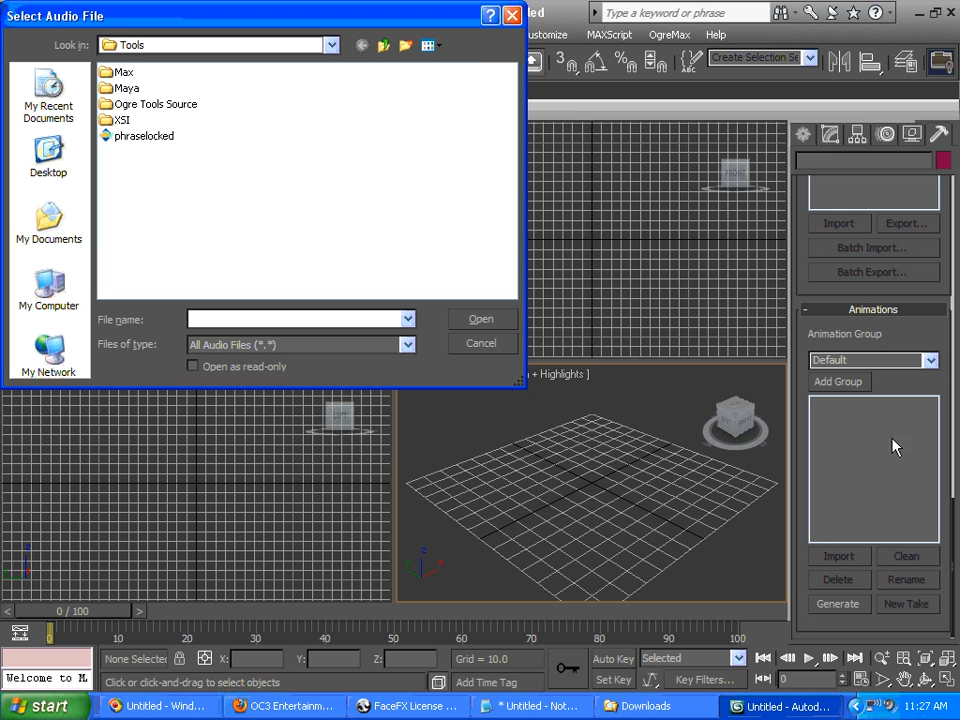 Select Audio File
ded
Type a keyword or phrase
Look in:
Tools
ustomize
MAXScript
OgreMax
Help
3
Create Selection Se
My Recent
Documents
Desktop
My Documents
My Computer
My Network
Max
Maya
Ogre Tools Source
XSI
phraselocked
FRONT
File name:
Open
Files of type:
All Audio Files (*.*)
Cancel
Open as read-only
Import
Export...
Batch Import...
Batch Export...
- Animations
Animation Group
Default
Add Group
n + Highlights ]
LEFT
Import
Clean
Delete
Rename
Generate
New Take
z
z
x
y
< 0 / 100 >
0 10 20 30 40 50 60 70 80 90 100
None Selected
X:
Y:
Z:
Grid = 10.0
Auto Key
Selected
Welcome to M
Click or click-and-drag to select objects
Add Time Tag
Set Key
Key Filters...
0
start
Untitled - Wind...
OC3 Entertainm...
FaceFX License ...
* Untitled - Not...
Downloads
Untitled - Autod...
11:27 AM